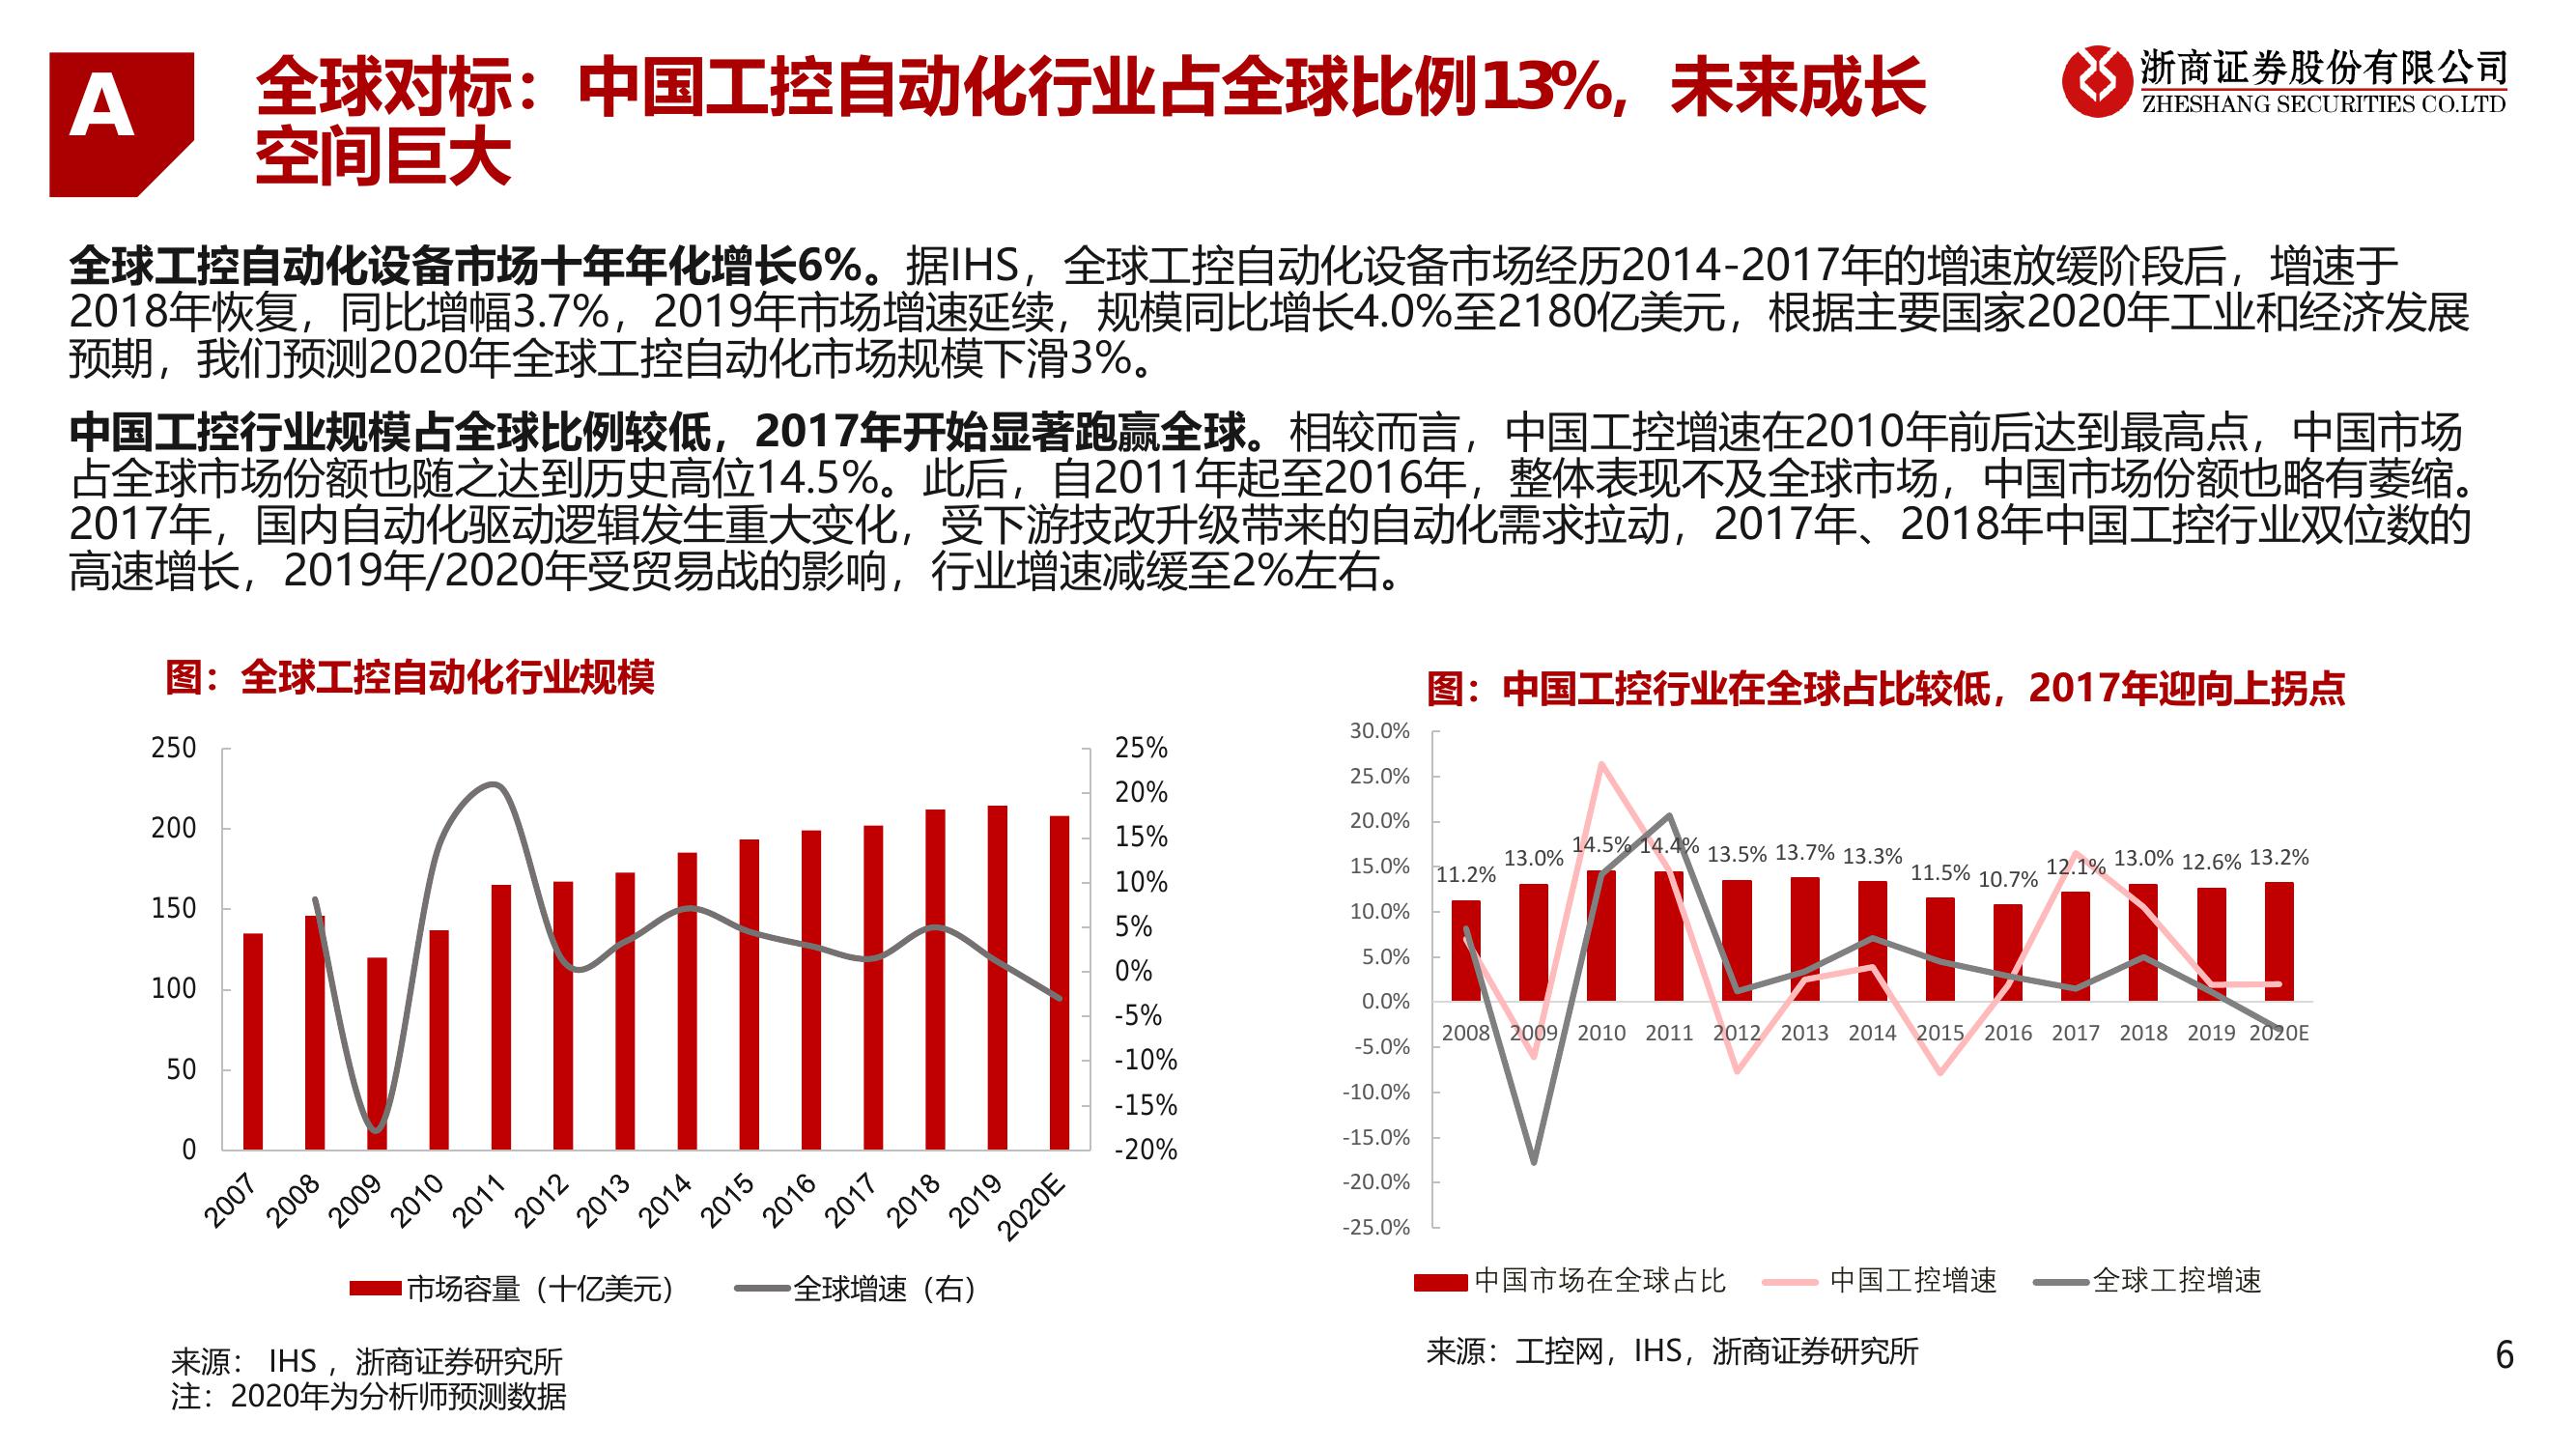 A
全球对标：中国工控自动化行业占全球比例13%，未来成长
空间巨大
浙商证券股份有限公司
ZHESHANG SECURITIES CO.LTD
全球工控自动化设备市场十年年化增长6%。据IHS，全球工控自动化设备市场经历2014-2017年的增速放缓阶段后，增速于
2018年恢复，同比增幅3.7%，2019年市场增速延续，规模同比增长4.0%至2180亿美元，根据主要国家2020年工业和经济发展
预期，我们预测2020年全球工控自动化市场规模下滑3%。
中国工控行业规模占全球比例较低，2017年开始显著跑赢全球。相较而言，中国工控增速在2010年前后达到最高点，中国市场
占全球市场份额也随之达到历史高位14.5%。此后，自2011年起至2016年，整体表现不及全球市场，中国市场份额也略有萎缩。
2017年，国内自动化驱动逻辑发生重大变化，受下游技改升级带来的自动化需求拉动，2017年、2018年中国工控行业双位数的
高速增长，2019年/2020年受贸易战的影响，行业增速减缓至2%左右。
图：全球工控自动化行业规模
250
200
150
100
50
0
25%
20%
15%
10%
5%
0%
-5%
-10%
-15%
-20%
2007 2008 2009 2010 2011 2012 2013 2014 2015 2016 2017 2018 2019 2020E
市场容量（十亿美元） 全球增速（右）
来源： IHS ，浙商证券研究所
注：2020年为分析师预测数据
图：中国工控行业在全球占比较低，2017年迎向上拐点
30.0%
25.0%
20.0%
15.0%
10.0%
5.0%
0.0%
-5.0%
-10.0%
-15.0%
-20.0%
-25.0%
11.2% 13.0% 14.5% 14.4% 13.5% 13.7% 13.3% 11.5% 10.7% 12.1% 13.0% 12.6% 13.2%
2008 2009 2010 2011 2012 2013 2014 2015 2016 2017 2018 2019 2020E
中国市场在全球占比 中国工控增速 全球工控增速
来源：工控网，IHS，浙商证券研究所
6